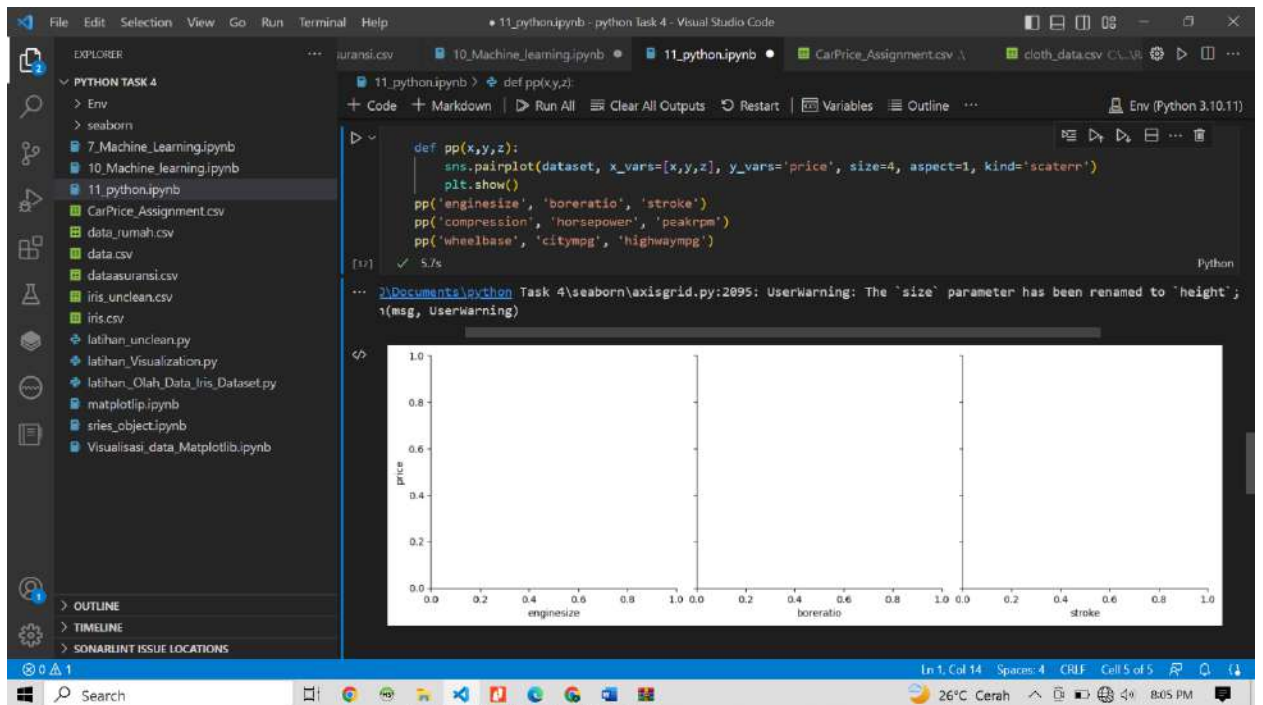 File Edit Selection View Go Run Terminal Help
● 11_python.ipynb - python Task 4 - Visual Studio Code
EXPLORER
PYTHON TASK 4
Env
seaborn
7_Machine_Learning.ipynb
10_Machine_learning.ipynb
11_python.ipynb
CarPrice_Assignment.csv
data_rumah.csv
data.csv
dataasuransi.csv
iris_unclean.csv
iris.csv
latihan_unclean.py
latihan_Visualization.py
latihan_Olah_Data_Iris_Dataset.py
matplotlip.ipynb
sries_object.ipynb
Visualisasi_data_Matplotlib.ipynb
OUTLINE
TIMELINE
SONARLINT ISSUE LOCATIONS
uransi.csv 10_Machine_learning.ipynb ● 11_python.ipynb ● CarPrice_Assignment.csv .\ cloth_data.csv C:\...\R
11_python.ipynb > def pp(x,y,z):
+ Code + Markdown | Run All Clear All Outputs Restart | Variables Outline ... Env (Python 3.10.11)
def pp(x,y,z):
sns.pairplot(dataset, x_vars=[x,y,z], y_vars='price', size=4, aspect=1, kind='scaterr')
plt.show()
pp('enginesize', 'boreratio', 'stroke')
pp('compression', 'horsepower', 'peakrpm')
pp('wheelbase', 'citympg', 'highwaympg')
✓ 5.7s Python
... \Documents\python Task 4\seaborn\axisgrid.py:2095: UserWarning: The `size` parameter has been renamed to `height`;
(msg, UserWarning)
1.0
0.8
0.6
0.4
0.2
0.0
price
0.0 0.2 0.4 0.6 0.8 1.0 0.0 0.2 0.4 0.6 0.8 1.0 0.0 0.2 0.4 0.6 0.8 1.0
enginesize boreratio stroke
0 1 Ln 1, Col 14 Spaces: 4 CRLF Cell 5 of 5
Search 26°C Cerah 8:05 PM